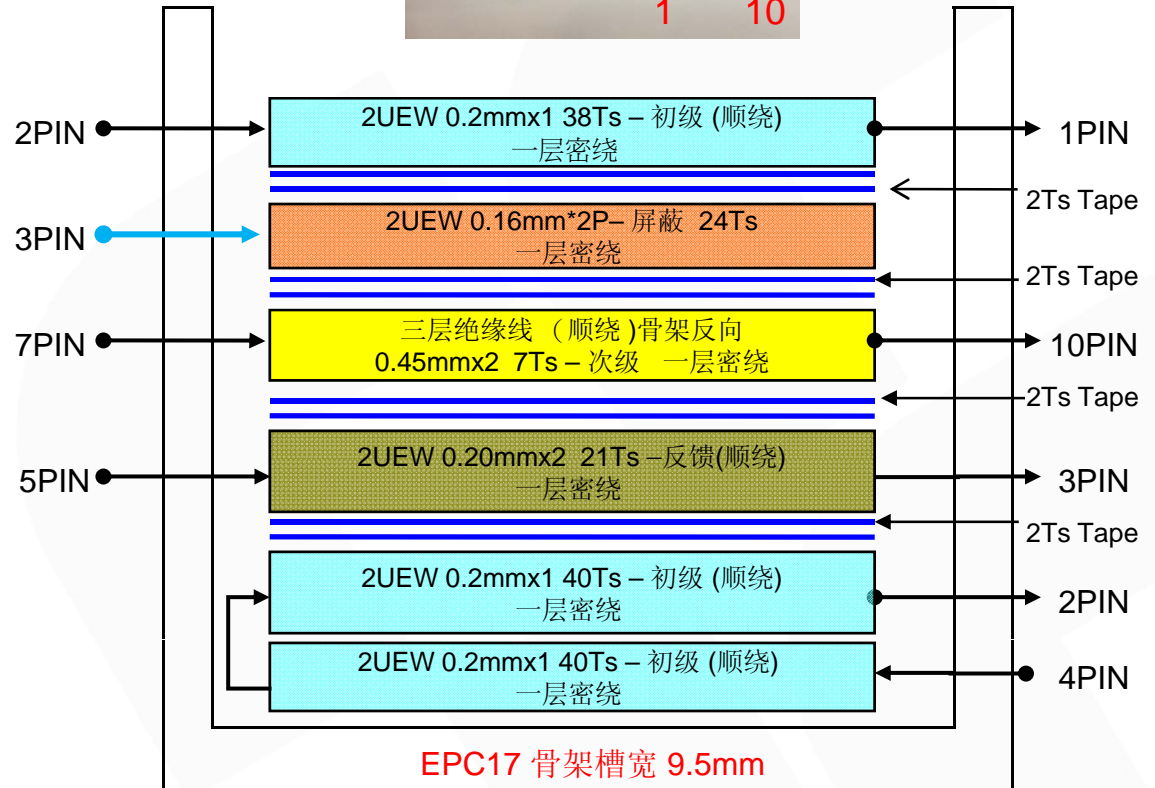 1 10
2UEW 0.2mmx1 38Ts – 初级 (顺绕)
一层密绕
2PIN
1PIN
2Ts Tape
2UEW 0.16mm*2P– 屏蔽 24Ts
一层密绕
3PIN
2Ts Tape
三层绝缘线 （顺绕 )骨架反向
0.45mmx2 7Ts – 次级 一层密绕
7PIN
10PIN
2Ts Tape
2UEW 0.20mmx2 21Ts –反馈(顺绕)
一层密绕
5PIN
3PIN
2Ts Tape
2UEW 0.2mmx1 40Ts – 初级 (顺绕)
一层密绕
2PIN
2UEW 0.2mmx1 40Ts – 初级 (顺绕)
一层密绕
4PIN
EPC17 骨架槽宽 9.5mm